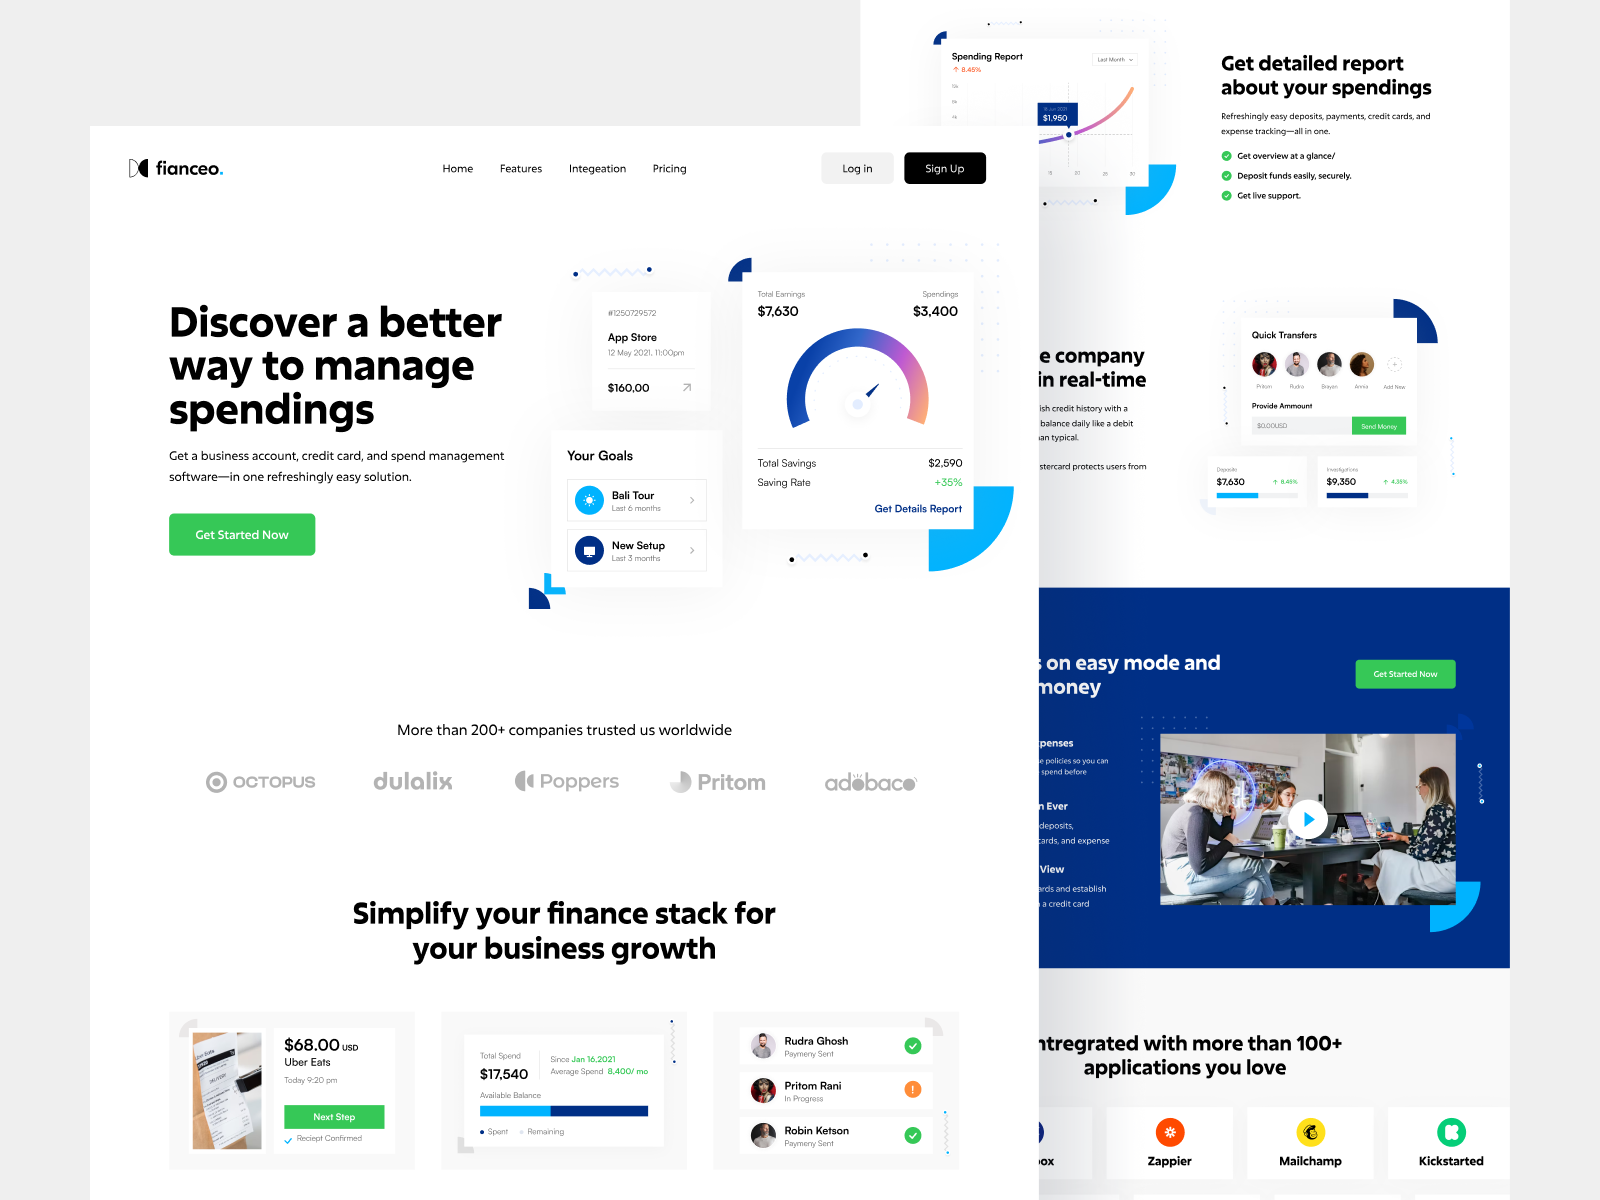 fianceo.
Home
Features
Integeation
Pricing
Log in
Sign Up
Discover a better
way to manage
spendings
Get a business account, credit card, and spend management
software—in one refreshingly easy solution.
Get Started Now
#1250729572
App Store
12 May 2021. 11:00pm
$160,00
Your Goals
Bali Tour
Last 6 months
New Setup
Last 3 months
Total Earnings
$7,630
Spendings
$3,400
Total Savings
$2,590
Saving Rate
+35%
Get Details Report
More than 200+ companies trusted us worldwide
OCTOPUS
dulalix
Poppers
Pritom
adobaco
Simplify your finance stack for
your business growth
$68.00 USD
Uber Eats
Today 9:20 pm
Next Step
Reciept Confirmed
Total Spend
$17,540
Since Jan 16,2021
Average Spend 8,400/ mo
Available Balance
Spent
Remaining
Rudra Ghosh
Paymeny Sent
Pritom Rani
In Progress
Robin Ketson
Paymeny Sent
Spending Report
8.45%
Last Month
$1,950
15
20
25
30
Get detailed report
about your spendings
Refreshingly easy deposits, payments, credit cards, and
expense tracking—all in one.
Get overview at a glance/
Deposit funds easily, securely.
Get live support.
e company
in real-time
ish credit history with a
balance daily like a debit
an typical.
stercard protects users from
Quick Transfers
Pritom
Rudra
Brayen
Annia
Add New
Provide Ammount
$0.00USD
Send Money
Deposite
$7,630
8,45%
Investigations
$9,350
4,35%
s on easy mode and
money
Get Started Now
penses
e policies so you can
spend before
n Ever
deposits,
cards, and expense
View
ards and establish
a credit card
ntregrated with more than 100+
applications you love
box
Zappier
Mailchamp
Kickstarted